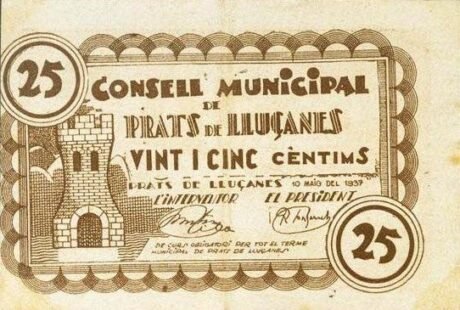 25
CONSELL MUNICIPAL
DE
PRATS DE LLUÇANES
VINT I CINC CÈNTIMS
PRATS DE LLUÇANES 10 MAIG DEL 1937
L'INTERVENTOR EL PRESIDENT
DE CURS OBLIGATORI PER TOT EL TERME
MUNICIPAL DE PRATS DE LLUÇANES
25